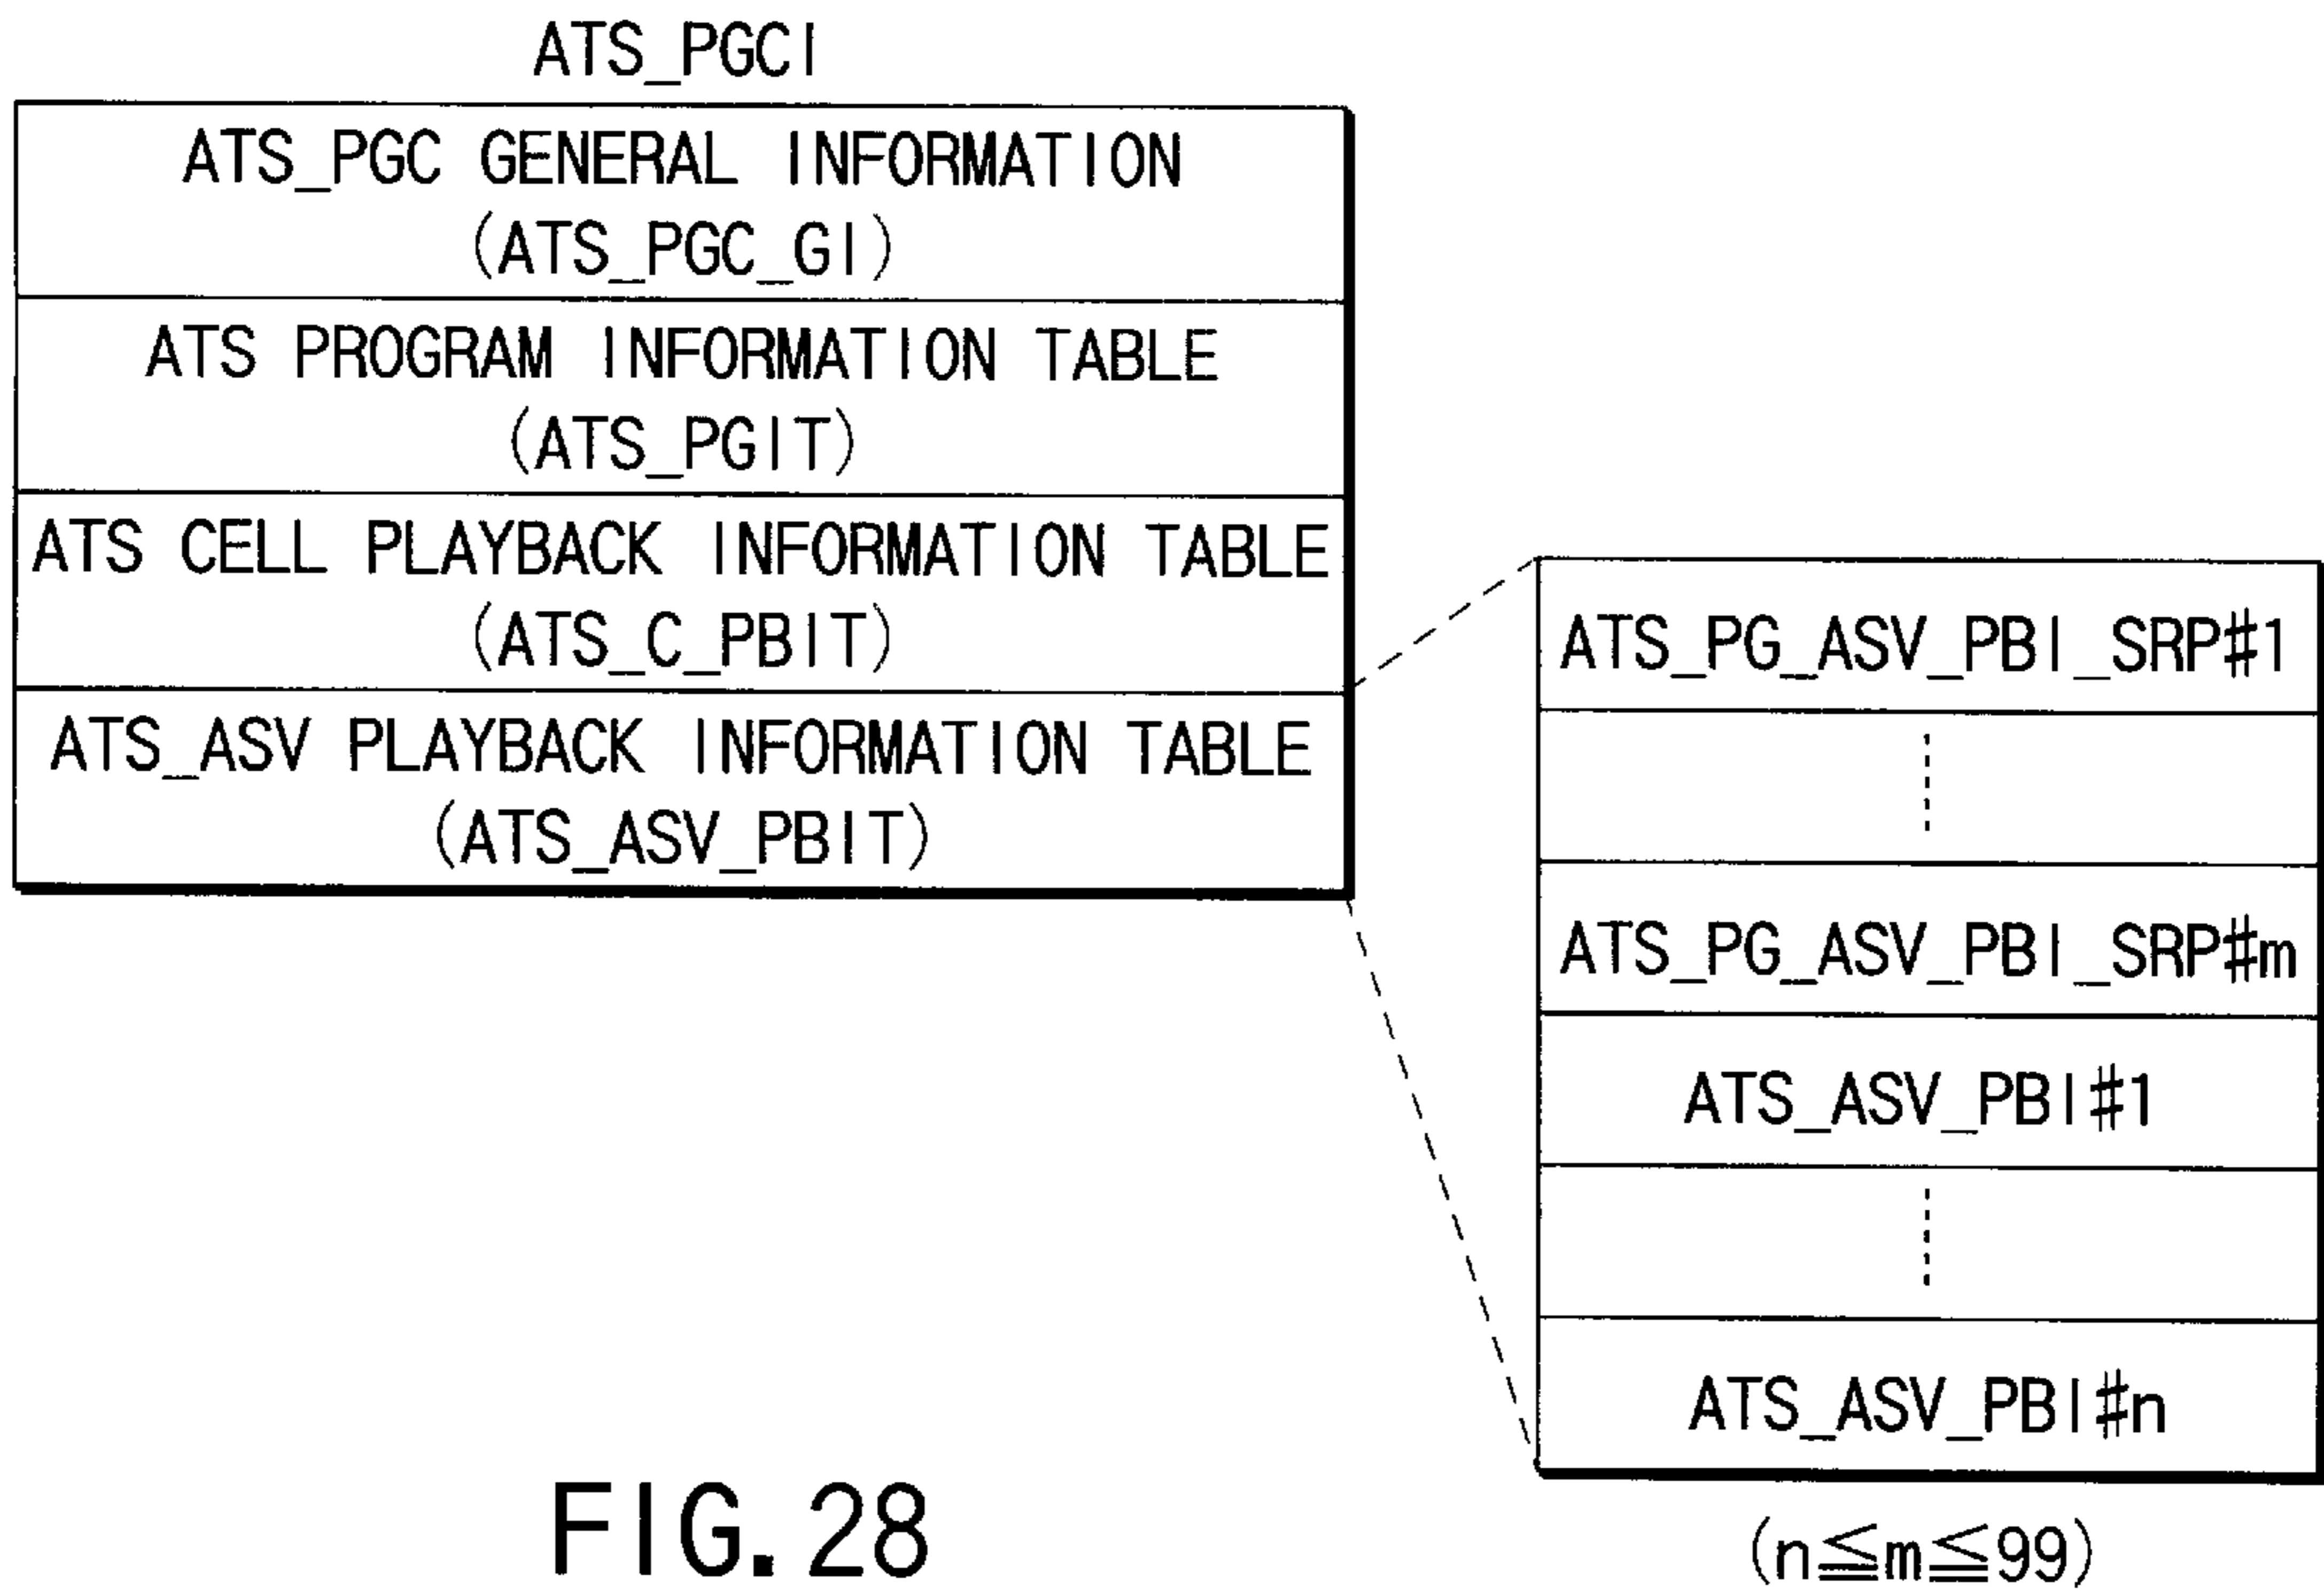 ATS_PGCI
ATS_PGC GENERAL INFORMATION
(ATS_PGC_GI)
ATS PROGRAM INFORMATION TABLE
(ATS_PGIT)
ATS CELL PLAYBACK INFORMATION TABLE
(ATS_C_PBIT)
ATS_ASV PLAYBACK INFORMATION TABLE
(ATS_ASV_PBIT)
ATS_PG_ASV_PBI_SRP#1
ATS_PG_ASV_PBI_SRP#m
ATS_ASV_PBI#1
ATS_ASV_PBI#n
(n≦m≦99)
FIG.28